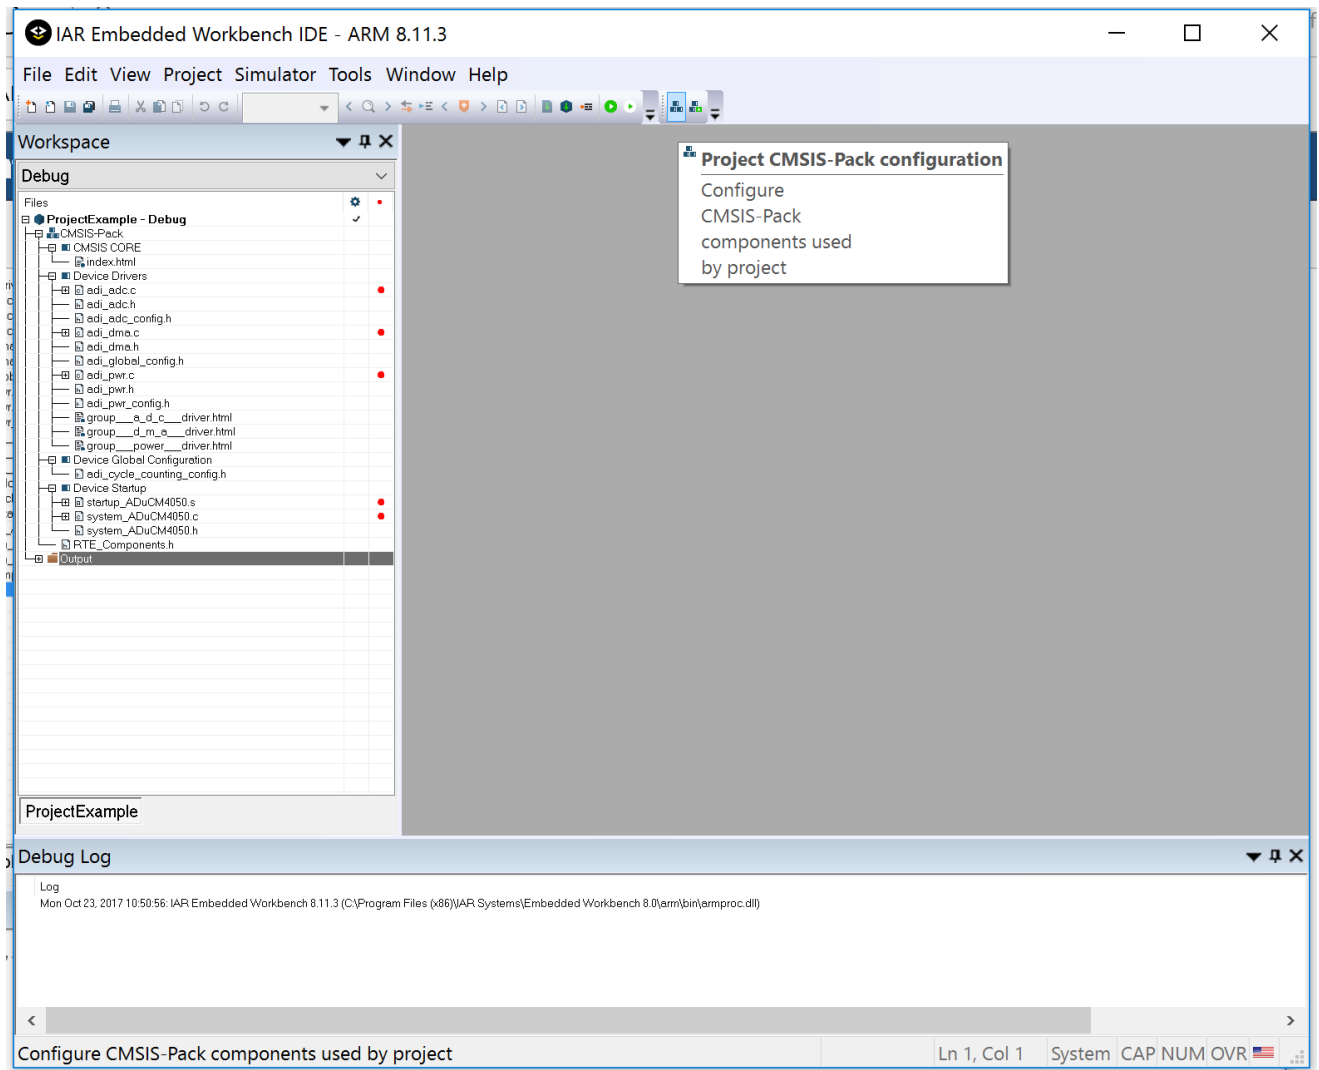 IAR Embedded Workbench IDE - ARM 8.11.3
File Edit View Project Simulator Tools Window Help
Workspace
Debug
Files
ProjectExample - Debug
CMSIS-Pack
CMSIS CORE
index.html
Device Drivers
adi_adc.c
adi_adc.h
adi_adc_config.h
adi_dma.c
adi_dma.h
adi_global_config.h
adi_pwr.c
adi_pwr.h
adi_pwr_config.h
group___a_d_c___driver.html
group___d_m_a___driver.html
group___power___driver.html
Device Global Configuration
adi_cycle_counting_config.h
Device Startup
startup_ADuCM4050.s
system_ADuCM4050.c
system_ADuCM4050.h
RTE_Components.h
Output
ProjectExample
Project CMSIS-Pack configuration
Configure
CMSIS-Pack
components used
by project
Debug Log
Log
Mon Oct 23, 2017 10:50:56: IAR Embedded Workbench 8.11.3 (C:\Program Files (x86)\IAR Systems\Embedded Workbench 8.0\arm\bin\armproc.dll)
Configure CMSIS-Pack components used by project
Ln 1, Col 1
System
CAP NUM OVR